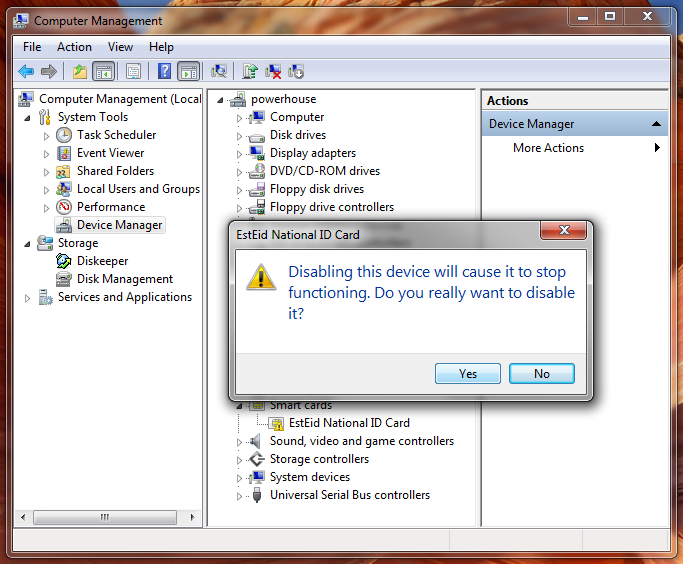 Computer Management
File Action View Help
Computer Management (Local
System Tools
Task Scheduler
Event Viewer
Shared Folders
Local Users and Groups
Performance
Device Manager
Storage
Diskeeper
Disk Management
Services and Applications
powerhouse
Computer
Disk drives
Display adapters
DVD/CD-ROM drives
Floppy disk drives
Floppy drive controllers
EstEid National ID Card
Disabling this device will cause it to stop
functioning. Do you really want to disable
it?
Yes No
Smart cards
EstEid National ID Card
Sound, video and game controllers
Storage controllers
System devices
Universal Serial Bus controllers
Actions
Device Manager
More Actions